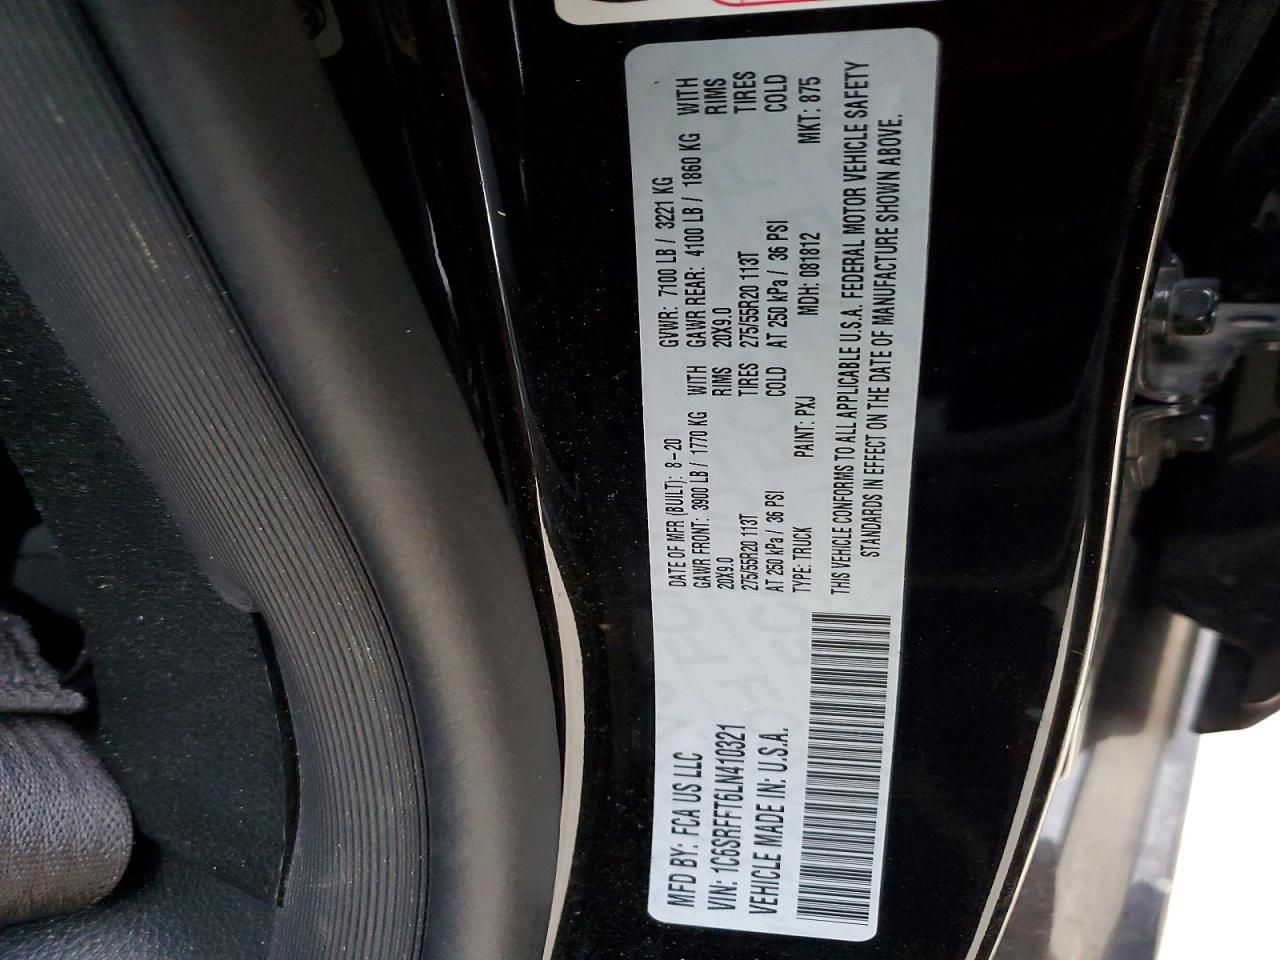 MFD BY: FCA US LLC
VIN: 1C6SRFFT6LN410321
VEHICLE MADE IN: U.S.A.
DATE OF MFR (BUILT): 8-20 GVWR: 7100 LB / 3221 KG
GAWR FRONT: 3900 LB / 1770 KG WITH GAWR REAR: 4100 LB / 1860 KG WITH
20X9.0 RIMS 20X9.0 RIMS
275/55R20 113T TIRES 275/55R20 113T TIRES
AT 250 kPa / 36 PSI COLD AT 250 kPa / 36 PSI COLD
TYPE: TRUCK PAINT: PXJ MDH: 081812 MKT: 875
THIS VEHICLE CONFORMS TO ALL APPLICABLE U.S.A. FEDERAL MOTOR VEHICLE SAFETY
STANDARDS IN EFFECT ON THE DATE OF MANUFACTURE SHOWN ABOVE.